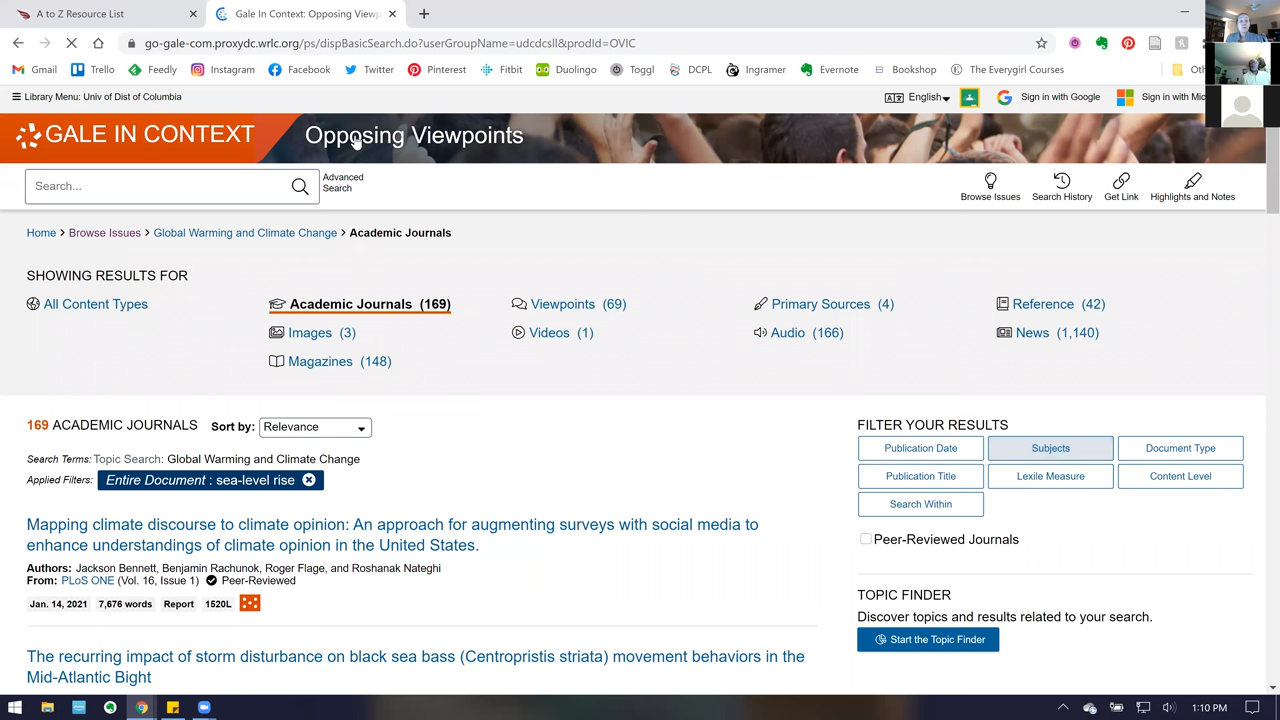 A to Z Resource List
Gale In Context: Opposing Viewp
go-gale-com.proxydc.wrlc.org/ps/dispBasicSearch.do?userGroupName=udcdcsll&prodId=OVIC
Gmail Trello Feedly Instagram Facebook Twitter Pinterest Fitbit Duolingo Toggl DCPL Ingramer Evernote Bookshop The Everygirl Courses Oth
Library Menu: Univ of Dist of Columbia English Sign in with Google Sign in with Mic
GALE IN CONTEXT Opposing Viewpoints
Search...
Advanced
Search
Browse Issues Search History Get Link Highlights and Notes
Home > Browse Issues > Global Warming and Climate Change > Academic Journals
SHOWING RESULTS FOR
All Content Types Academic Journals (169) Viewpoints (69) Primary Sources (4) Reference (42)
Images (3) Videos (1) Audio (166) News (1,140)
Magazines (148)
169 ACADEMIC JOURNALS Sort by: Relevance
Search Terms: Topic Search: Global Warming and Climate Change
Applied Filters: Entire Document : sea-level rise
Mapping climate discourse to climate opinion: An approach for augmenting surveys with social media to
enhance understandings of climate opinion in the United States.
Authors: Jackson Bennett, Benjamin Rachunok, Roger Flage, and Roshanak Nateghi
From: PLoS ONE (Vol. 16, Issue 1) Peer-Reviewed
Jan. 14, 2021 7,676 words Report 1520L
The recurring impact of storm disturbance on black sea bass (Centropristis striata) movement behaviors in the
Mid-Atlantic Bight
FILTER YOUR RESULTS
Publication Date Subjects Document Type
Publication Title Lexile Measure Content Level
Search Within
Peer-Reviewed Journals
TOPIC FINDER
Discover topics and results related to your search.
Start the Topic Finder
1:10 PM